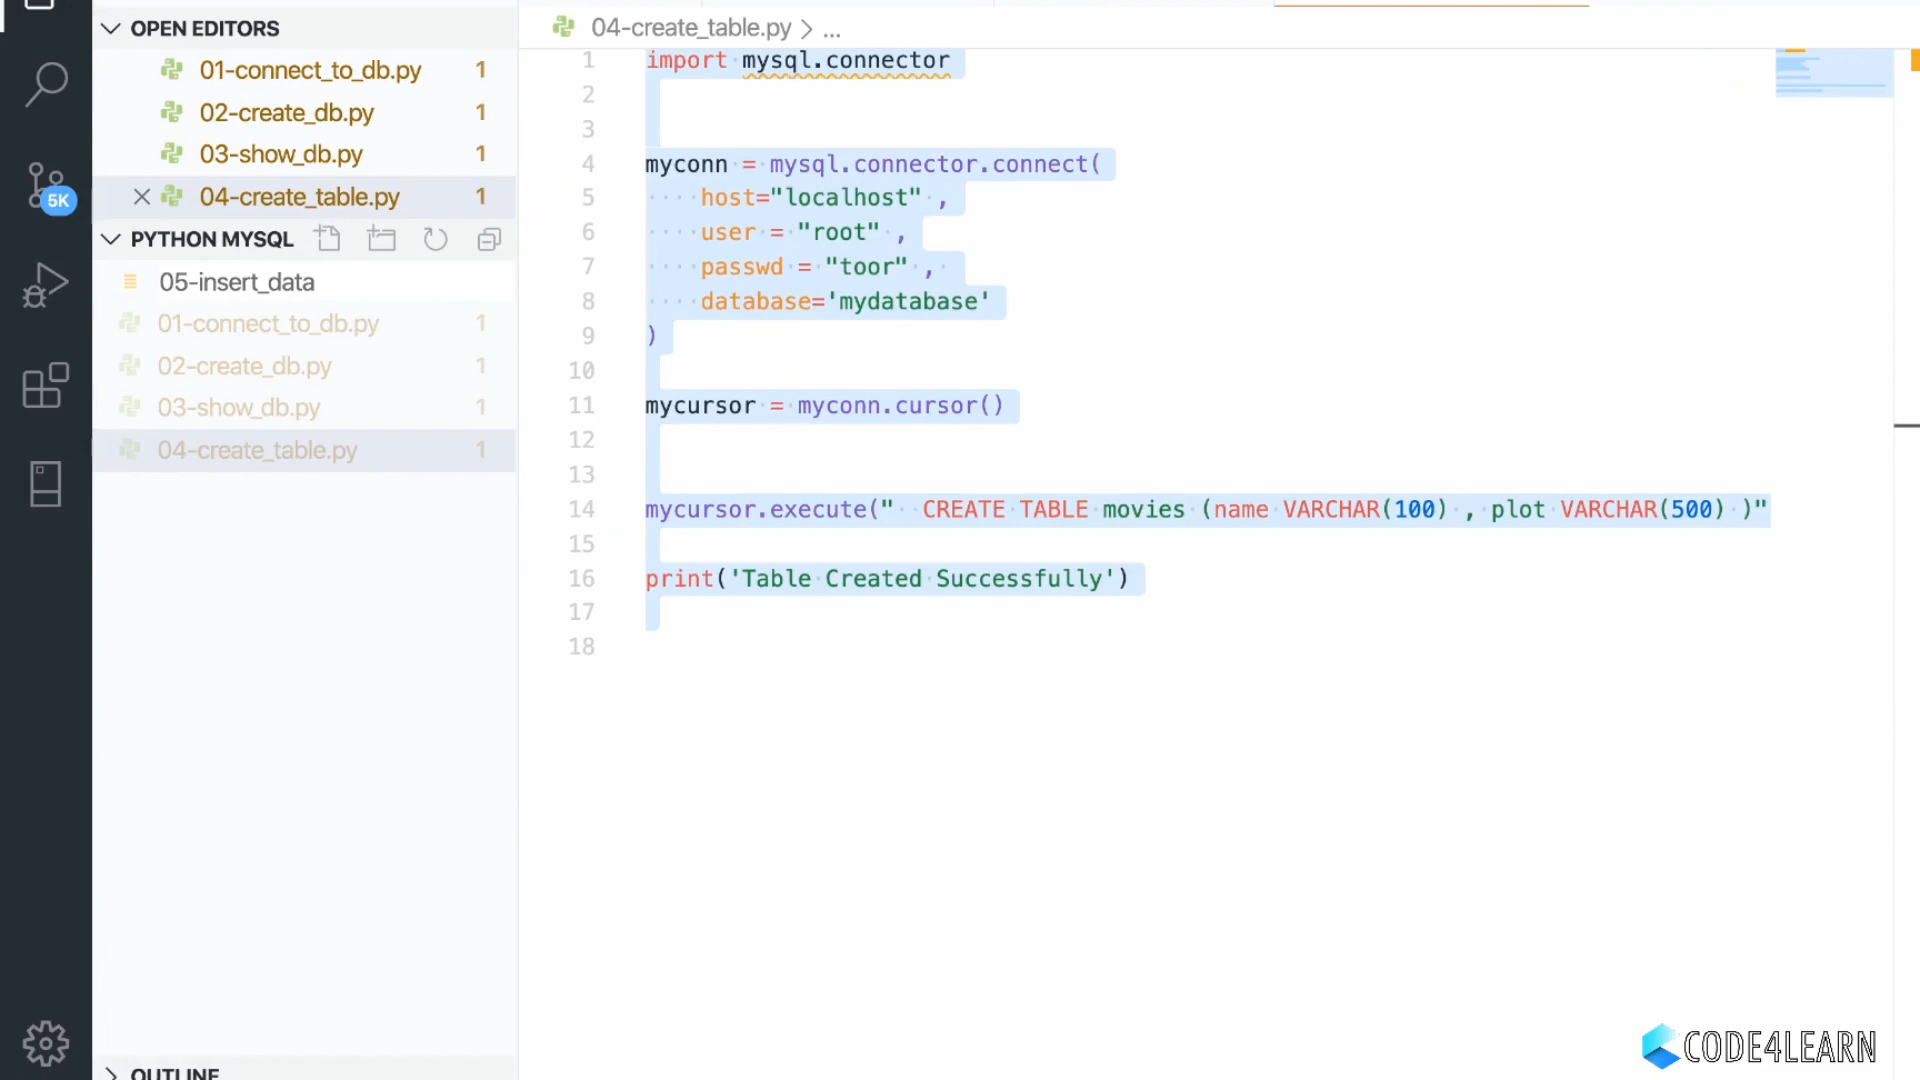 OPEN EDITORS
01-connect_to_db.py 1
02-create_db.py 1
03-show_db.py 1
04-create_table.py 1
5K
PYTHON MYSQL
05-insert_data
01-connect_to_db.py 1
02-create_db.py 1
03-show_db.py 1
04-create_table.py 1
OUTLINE
04-create_table.py > ...
1 import mysql.connector
2
3
4 myconn = mysql.connector.connect(
5 host="localhost" ,
6 user = "root" ,
7 passwd = "toor" ,
8 database='mydatabase'
9 )
10
11 mycursor = myconn.cursor()
12
13
14 mycursor.execute("  CREATE TABLE movies (name VARCHAR(100) , plot VARCHAR(500) )"
15
16 print('Table Created Successfully')
17
18
CODE4LEARN